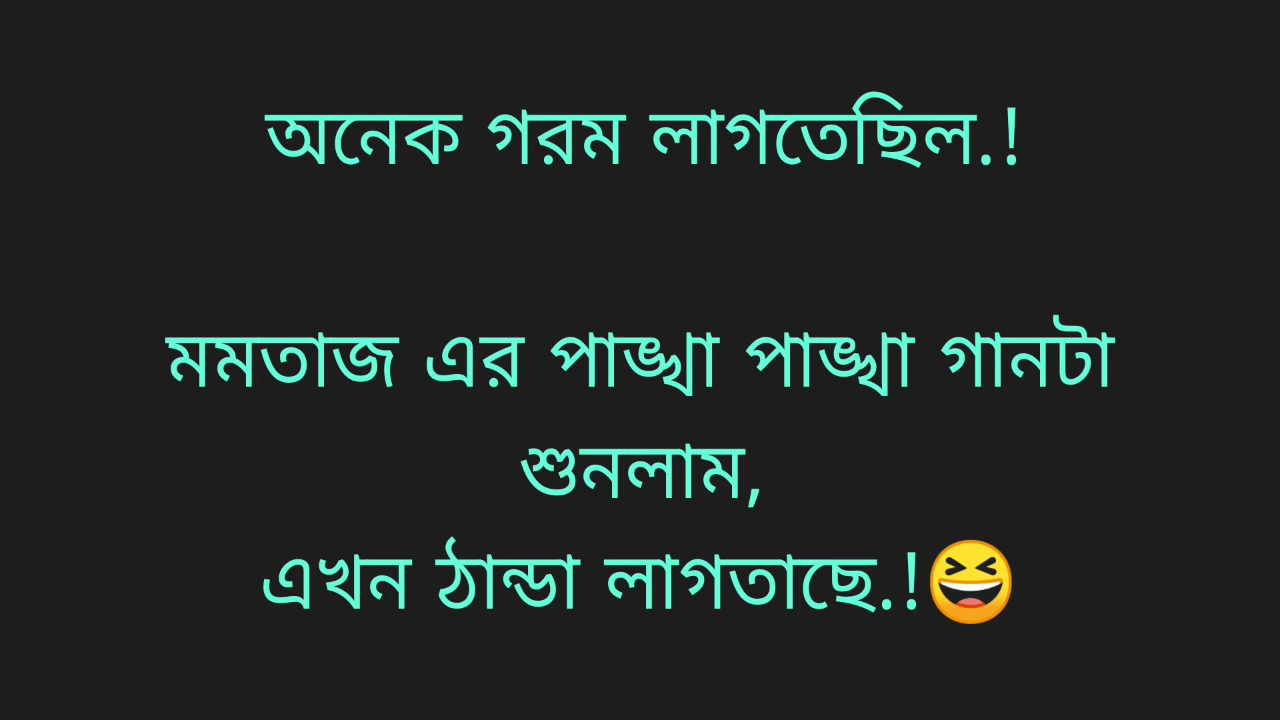 অনেক গরম লাগতেছিল.!
মমতাজ এর পাঙ্খা পাঙ্খা গানটা
শুনলাম,
এখন ঠান্ডা লাগতাছে.!😆